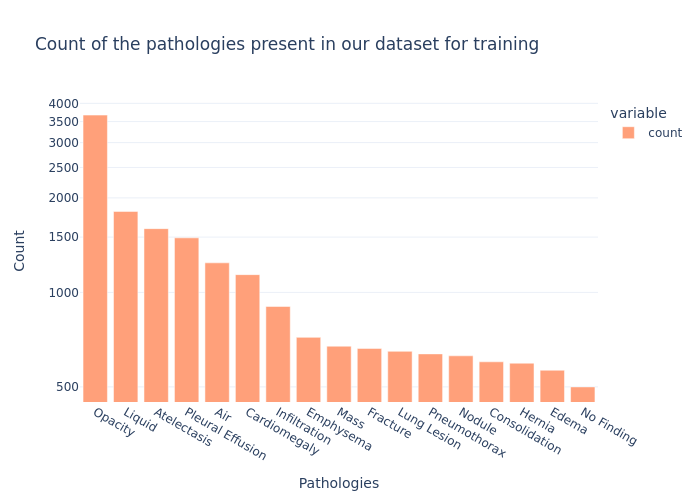 Count of the pathologies present in our dataset for training
variable
count
4000
3500
3000
2500
2000
1500
1000
500
Count
Opacity
Liquid
Atelectasis
Pleural Effusion
Air
Cardiomegaly
Infiltration
Emphysema
Mass
Fracture
Lung Lesion
Pneumothorax
Nodule
Consolidation
Hernia
Edema
No Finding
Pathologies